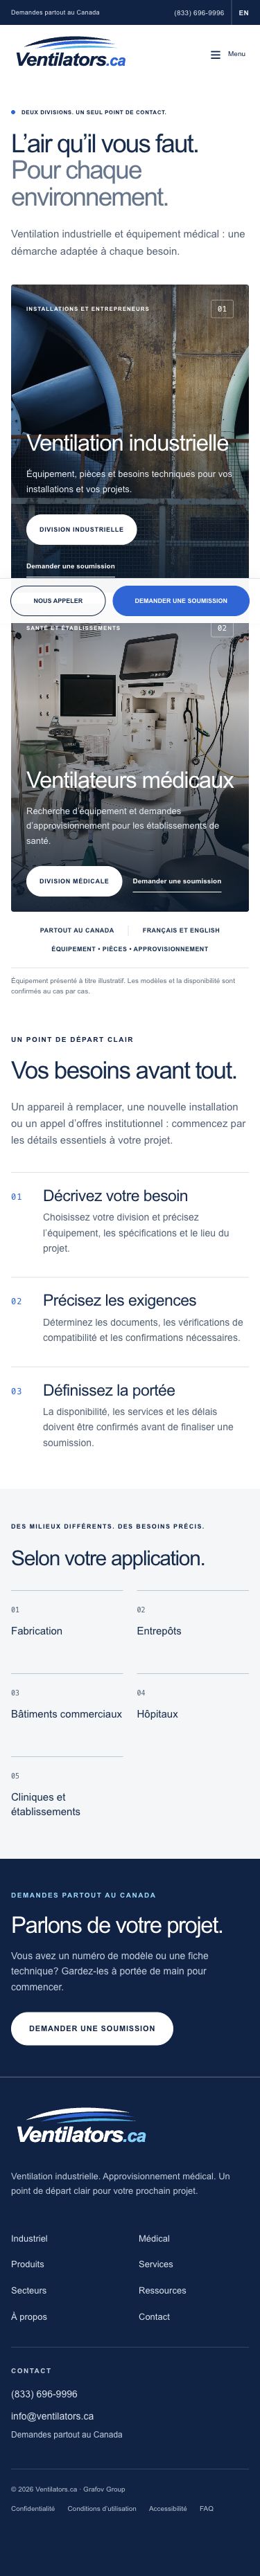 Demandes partout au Canada
(833) 696-9996
EN
Ventilators.ca
Menu
DEUX DIVISIONS. UN SEUL POINT DE CONTACT.
L’air qu’il vous faut.
Pour chaque
environnement.
Ventilation industrielle et équipement médical : une
démarche adaptée à chaque besoin.
INSTALLATIONS ET ENTREPRENEURS
01
Ventilation industrielle
Équipement, pièces et besoins techniques pour vos
installations et vos projets.
DIVISION INDUSTRIELLE
Demander une soumission
NOUS APPELER
DEMANDER UNE SOUMISSION
SANTÉ ET ÉTABLISSEMENTS
02
Ventilateurs médicaux
Recherche d’équipement et demandes
d’approvisionnement pour les établissements de
santé.
DIVISION MÉDICALE
Demander une soumission
PARTOUT AU CANADA
FRANÇAIS ET ENGLISH
ÉQUIPEMENT • PIÈCES • APPROVISIONNEMENT
Équipement présenté à titre illustratif. Les modèles et la disponibilité sont
confirmés au cas par cas.
UN POINT DE DÉPART CLAIR
Vos besoins avant tout.
Un appareil à remplacer, une nouvelle installation
ou un appel d’offres institutionnel : commencez par
les détails essentiels à votre projet.
01
Décrivez votre besoin
Choisissez votre division et précisez
l’équipement, les spécifications et le lieu du
projet.
02
Précisez les exigences
Déterminez les documents, les vérifications de
compatibilité et les confirmations nécessaires.
03
Définissez la portée
La disponibilité, les services et les délais
doivent être confirmés avant de finaliser une
soumission.
DES MILIEUX DIFFÉRENTS. DES BESOINS PRÉCIS.
Selon votre application.
01
Fabrication
02
Entrepôts
03
Bâtiments commerciaux
04
Hôpitaux
05
Cliniques et
établissements
DEMANDES PARTOUT AU CANADA
Parlons de votre projet.
Vous avez un numéro de modèle ou une fiche
technique? Gardez-les à portée de main pour
commencer.
DEMANDER UNE SOUMISSION
Ventilators.ca
Ventilation industrielle. Approvisionnement médical. Un
point de départ clair pour votre prochain projet.
Industriel
Médical
Produits
Services
Secteurs
Ressources
À propos
Contact
CONTACT
(833) 696-9996
info@ventilators.ca
Demandes partout au Canada
© 2026 Ventilators.ca · Grafov Group
Confidentialité
Conditions d’utilisation
Accessibilité
FAQ